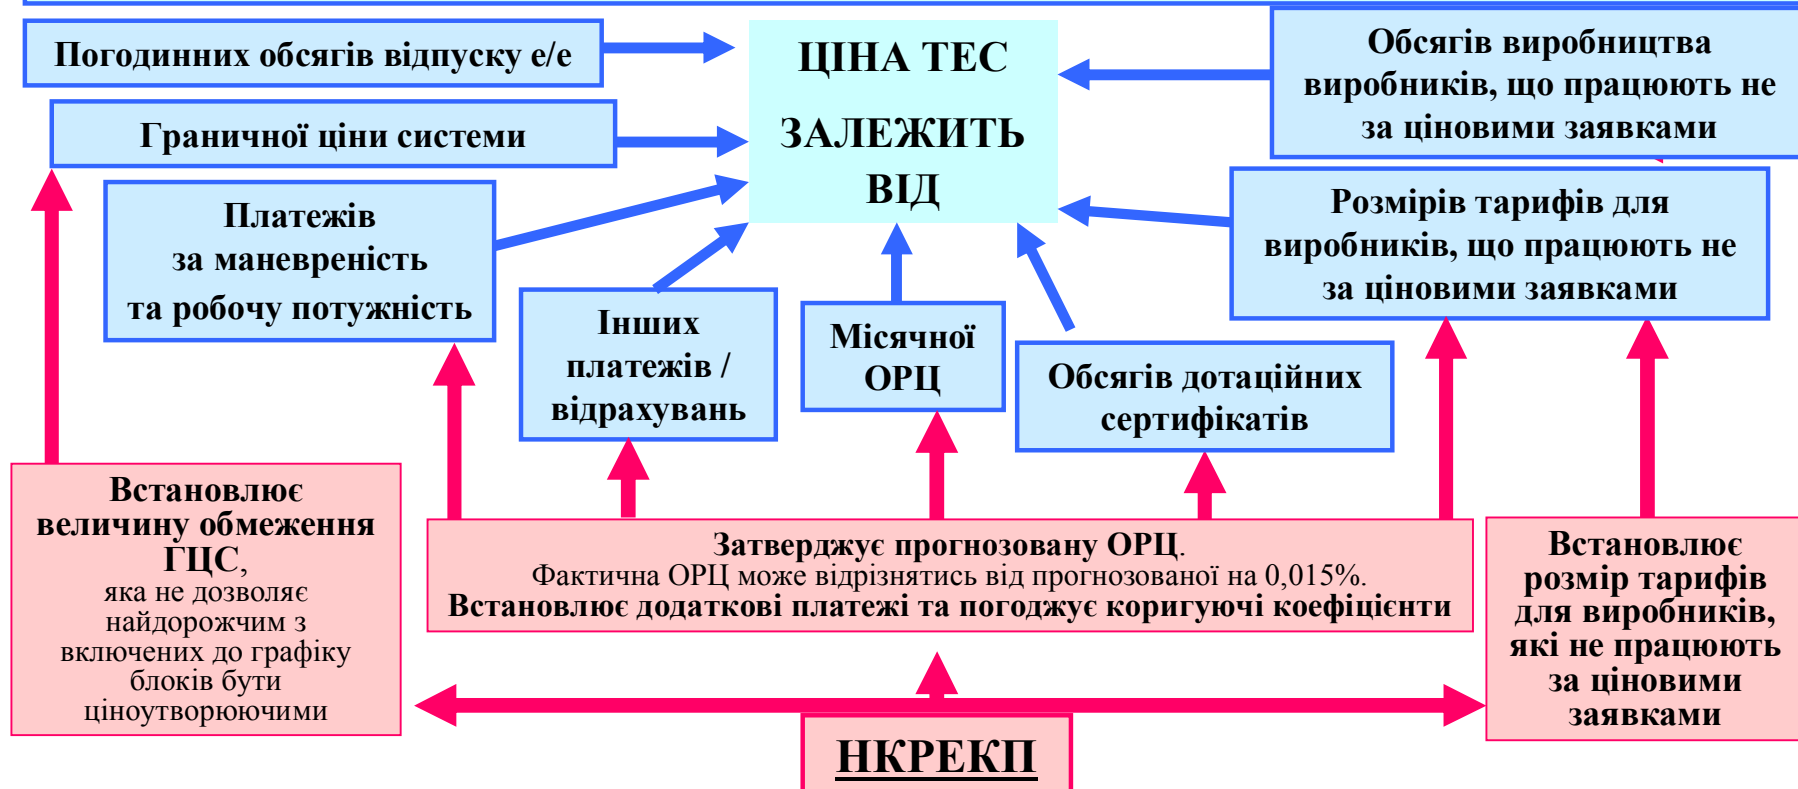 Погодинних обсягів відпуску е/е
Граничної ціни системи
Платежів
за маневреність
та робочу потужність
Інших
платежів /
відрахувань
ЦІНА ТЕС
ЗАЛЕЖИТЬ
ВІД
Місячної
ОРЦ
Обсягів дотаційних
сертифікатів
Обсягів виробництва
виробників, що працюють не
за ціновими заявками
Розмірів тарифів для
виробників, що працюють не
за ціновими заявками
Встановлює
величину обмеження
ГЦС,
яка не дозволяє
найдорожчим з
включених до графіку
блоків бути
ціноутворюючими
Затверджує прогнозовану ОРЦ.
Фактична ОРЦ може відрізнятись від прогнозованої на 0,015%.
Встановлює додаткові платежі та погоджує коригуючі коефіцієнти
Встановлює
розмір тарифів
для виробників,
які не працюють
за ціновими
заявками
НКРЕКП